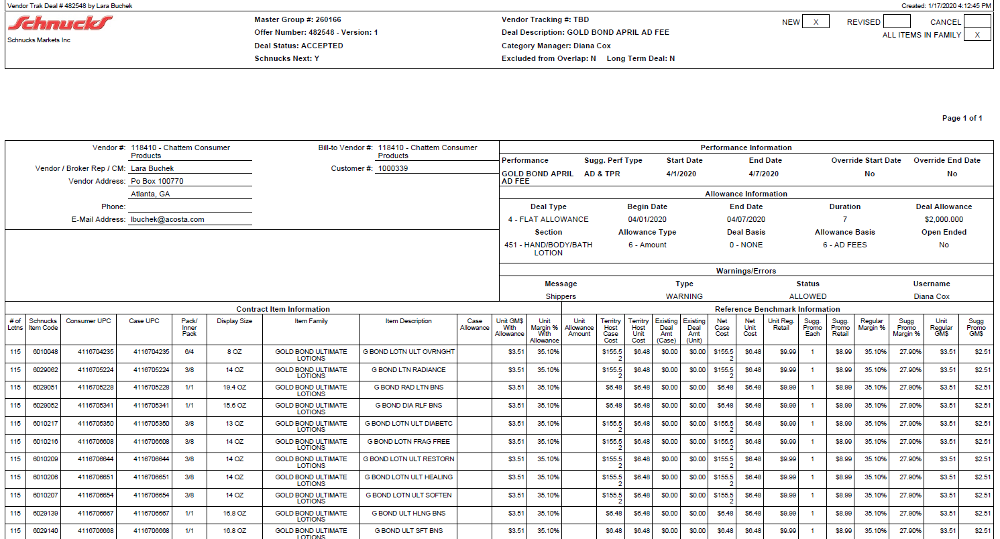 Vendor Trak Deal # 482548 by Lara Buchek Created: 1/17/2020 4:12:45 PM
Schnucks
Schnucks Markets Inc
Master Group #: 260166
Offer Number: 482548 - Version: 1
Deal Status: ACCEPTED
Schnucks Next: Y
Vendor Tracking #: TBD
Deal Description: GOLD BOND APRIL AD FEE
Category Manager: Diana Cox
Excluded from Overlap: N Long Term Deal: N
NEW X REVISED CANCEL
ALL ITEMS IN FAMILY X
Page 1 of 1
Vendor #: 118410 - Chattem Consumer
Products
Vendor / Broker Rep / CM: Lara Buchek
Vendor Address: Po Box 100770
Atlanta, GA
Phone:
E-Mail Address: lbuchek@acosta.com
Bill-to Vendor #: 118410 - Chattem Consumer
Products
Customer #: 1000339
Performance Information
Performance Sugg. Perf Type Start Date End Date Override Start Date Override End Date
GOLD BOND APRIL AD & TPR 4/1/2020 4/7/2020 No No
AD FEE
Allowance Information
Deal Type Begin Date End Date Duration Deal Allowance
4 - FLAT ALLOWANCE 04/01/2020 04/07/2020 7 $2,000.000
Section Allowance Type Deal Basis Allowance Basis Open Ended
451 - HAND/BODY/BATH 6 - Amount 0 - NONE 6 - AD FEES No
LOTION
Warnings/Errors
Message Type Status Username
Shippers WARNING ALLOWED Diana Cox
Contract Item Information Reference Benchmark Information
# of Schnucks Consumer UPC Case UPC Pack/ Display Size Item Family Item Description Case Unit GM$ Unit Unit Territry Territry Existing Existing Net Net Unit Reg. Sugg. Sugg. Regular Sugg Unit Sugg
Lctns Item Code Inner Allowance With Margin % Allowance Host Host Deal Deal Case Unit Retail Promo Promo Margin % Promo Regular Promo
Pack Allowance With Amount Case Unit Amt Amt Cost Cost Each Retail Margin % GM$ GM$
Allowance Cost Cost (Case) (Unit)
115 6010048 4116704235 4116704235 6/4 8 OZ GOLD BOND ULTIMATE G BOND LOTN ULT OVRNGHT $3.51 35.10% $155.5 $6.48 $0.00 $0.00 $155.5 $6.48 $9.99 1 $8.99 35.10% 27.90% $3.51 $2.51
LOTIONS 2 2
115 6029062 4116705224 4116705224 3/8 14 OZ GOLD BOND ULTIMATE G BOND LTN RADIANCE $3.51 35.10% $155.5 $6.48 $0.00 $0.00 $155.5 $6.48 $9.99 1 $8.99 35.10% 27.90% $3.51 $2.51
LOTIONS 2 2
115 6029051 4116705228 4116705228 1/1 19.4 OZ GOLD BOND ULTIMATE G BOND RAD LTN BNS $3.51 35.10% $6.48 $6.48 $0.00 $0.00 $6.48 $6.48 $9.99 1 $8.99 35.10% 27.90% $3.51 $2.51
LOTIONS
115 6029052 4116705341 4116705341 1/1 15.6 OZ GOLD BOND ULTIMATE G BOND DIA RLF BNS $3.51 35.10% $6.48 $6.48 $0.00 $0.00 $6.48 $6.48 $9.99 1 $8.99 35.10% 27.90% $3.51 $2.51
LOTIONS
115 6010217 4116705350 4116705350 3/8 13 OZ GOLD BOND ULTIMATE G BOND LOTN ULT DIABETC $3.51 35.10% $155.5 $6.48 $0.00 $0.00 $155.5 $6.48 $9.99 1 $8.99 35.10% 27.90% $3.51 $2.51
LOTIONS 2 2
115 6010216 4116706608 4116706608 3/8 14 OZ GOLD BOND ULTIMATE G BOND LOTN FRAG FREE $3.51 35.10% $155.5 $6.48 $0.00 $0.00 $155.5 $6.48 $9.99 1 $8.99 35.10% 27.90% $3.51 $2.51
LOTIONS 2 2
115 6010209 4116706644 4116706644 3/8 14 OZ GOLD BOND ULTIMATE G BOND LOTN ULT RESTORN $3.51 35.10% $155.5 $6.48 $0.00 $0.00 $155.5 $6.48 $9.99 1 $8.99 35.10% 27.90% $3.51 $2.51
LOTIONS 2 2
115 6010206 4116706651 4116706651 3/8 14 OZ GOLD BOND ULTIMATE G BOND LOTN ULT HEALING $3.51 35.10% $155.5 $6.48 $0.00 $0.00 $155.5 $6.48 $9.99 1 $8.99 35.10% 27.90% $3.51 $2.51
LOTIONS 2 2
115 6010207 4116706654 4116706654 3/8 14 OZ GOLD BOND ULTIMATE G BOND LOTN ULT SOFTEN $3.51 35.10% $155.5 $6.48 $0.00 $0.00 $155.5 $6.48 $9.99 1 $8.99 35.10% 27.90% $3.51 $2.51
LOTIONS 2 2
115 6029139 4116706667 4116706667 1/1 16.8 OZ GOLD BOND ULTIMATE G BOND ULT HLNG BNS $3.51 35.10% $6.48 $6.48 $0.00 $0.00 $6.48 $6.48 $9.99 1 $8.99 35.10% 27.90% $3.51 $2.51
LOTIONS
115 6029140 4116706668 4116706668 1/1 16.8 OZ GOLD BOND ULTIMATE G BOND ULT SFT BNS $3.51 35.10% $6.48 $6.48 $0.00 $0.00 $6.48 $6.48 $9.99 1 $8.99 35.10% 27.90% $3.51 $2.51
LOTIONS